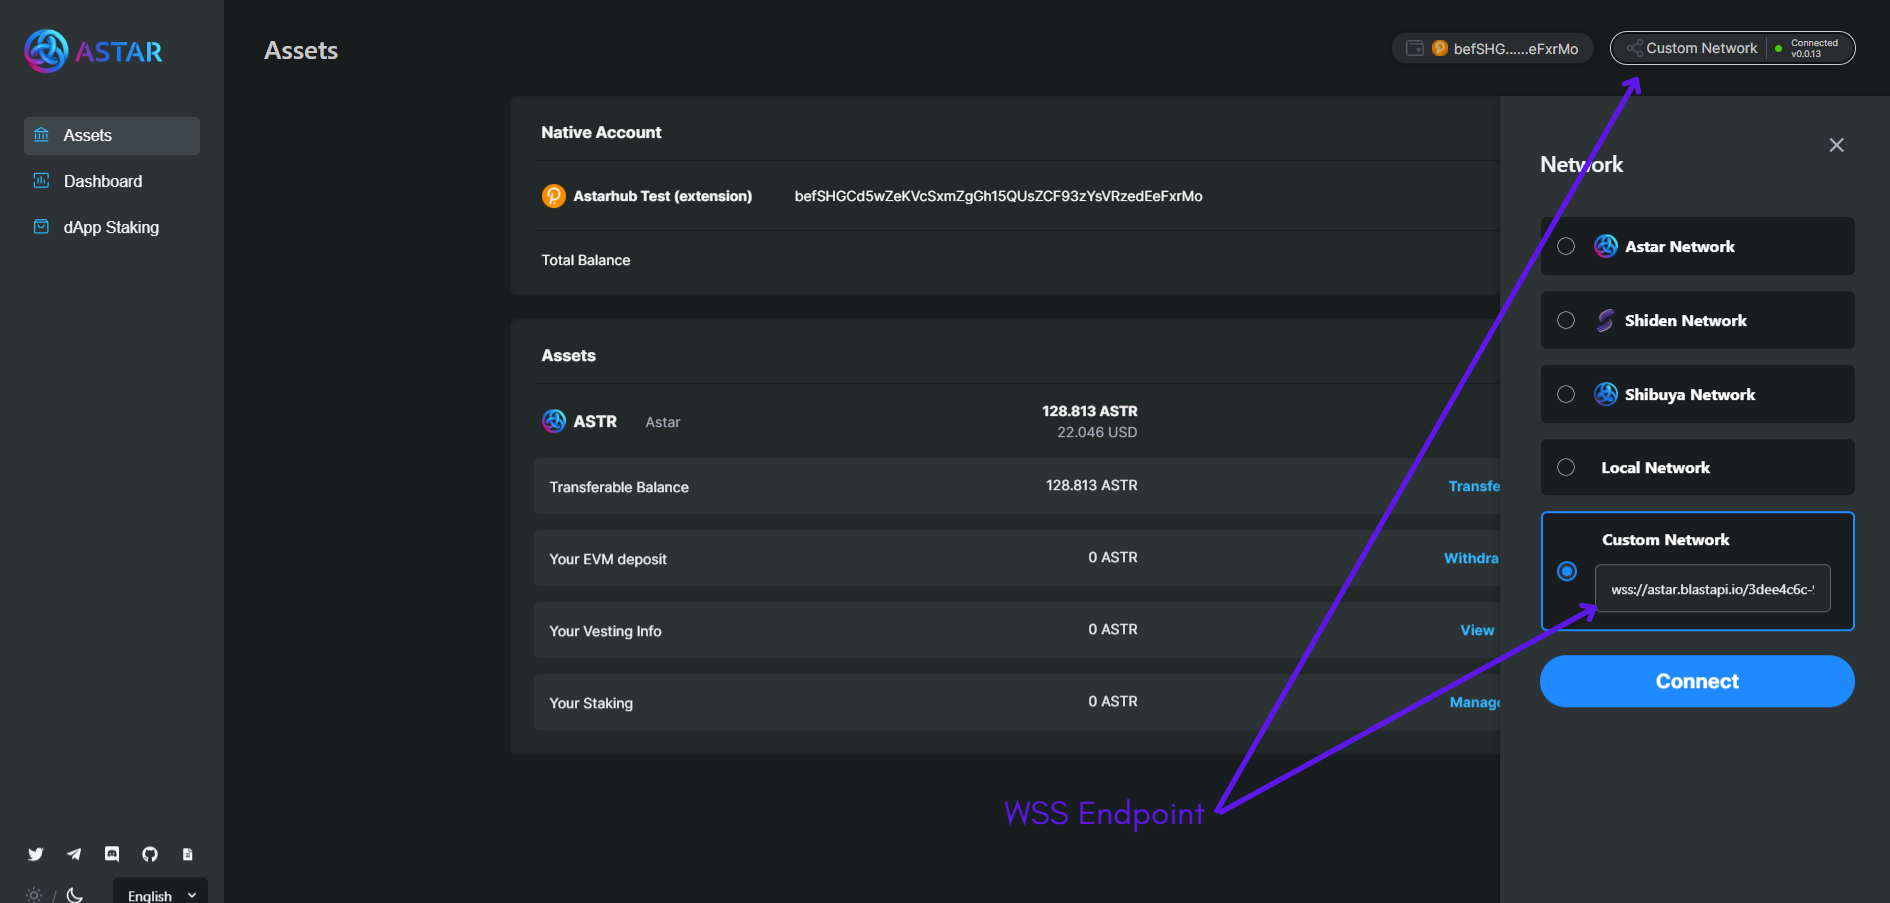 ASTAR
Assets
Dashboard
dApp Staking
English
Assets
befSHG......eFxrMo
Custom Network
Connected
v0.0.13
Native Account
Astarhub Test (extension) befSHGCd5wZeKVcSxmZgGh15QUsZCF93zYsVRzedEeFxrMo
Total Balance
Assets
ASTR Astar 128.813 ASTR
22.046 USD
Transferable Balance 128.813 ASTR Transfe
Your EVM deposit 0 ASTR Withdra
Your Vesting Info 0 ASTR View
Your Staking 0 ASTR Manage
WSS Endpoint
Network
Astar Network
Shiden Network
Shibuya Network
Local Network
Custom Network
wss://astar.blastapi.io/3dee4c6c-
Connect